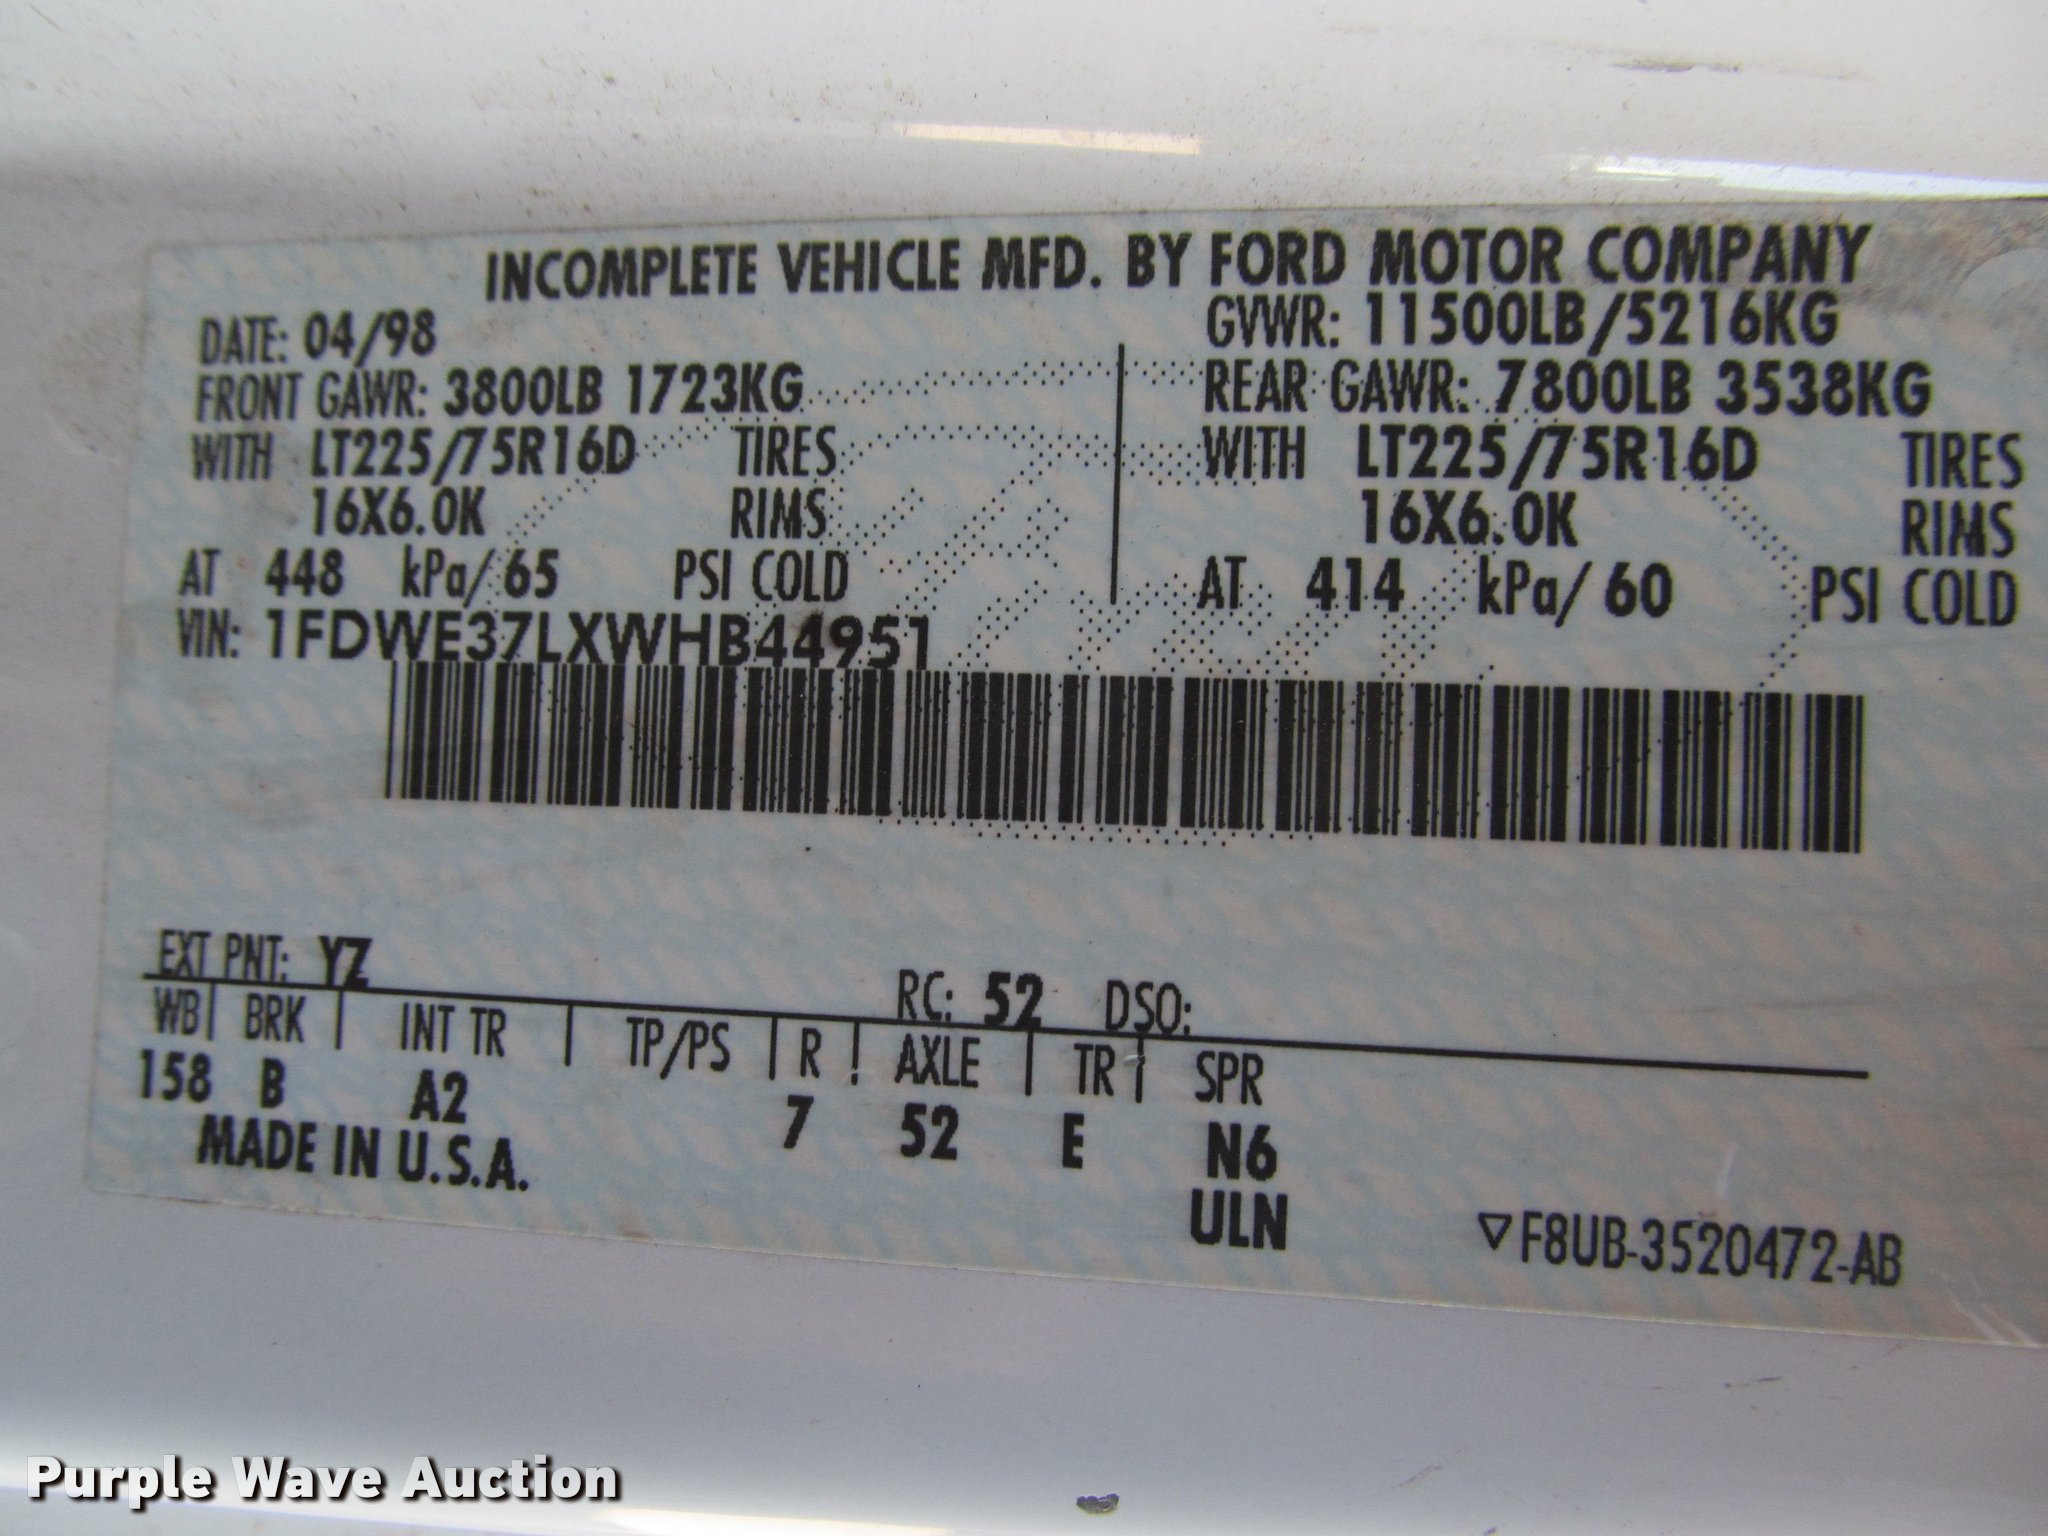 INCOMPLETE VEHICLE MFD. BY FORD MOTOR COMPANY
DATE: 04/98 GVWR: 11500LB/5216KG
FRONT GAWR: 3800LB 1723KG REAR GAWR: 7800LB 3538KG
WITH LT225/75R16D TIRES WITH LT225/75R16D TIRES
16X6.0K RIMS 16X6.0K RIMS
AT 448 kPa/ 65 PSI COLD AT 414 kPa/ 60 PSI COLD
VIN: 1FDWE37LXWHB44951
EXT PNT: YZ RC: 52 DSO:
WB BRK INT TR TP/PS R AXLE TR SPR
158 B A2 7 52 E N6
MADE IN U.S.A. ULN
▽F8UB-3520472-AB
Purple Wave Auction